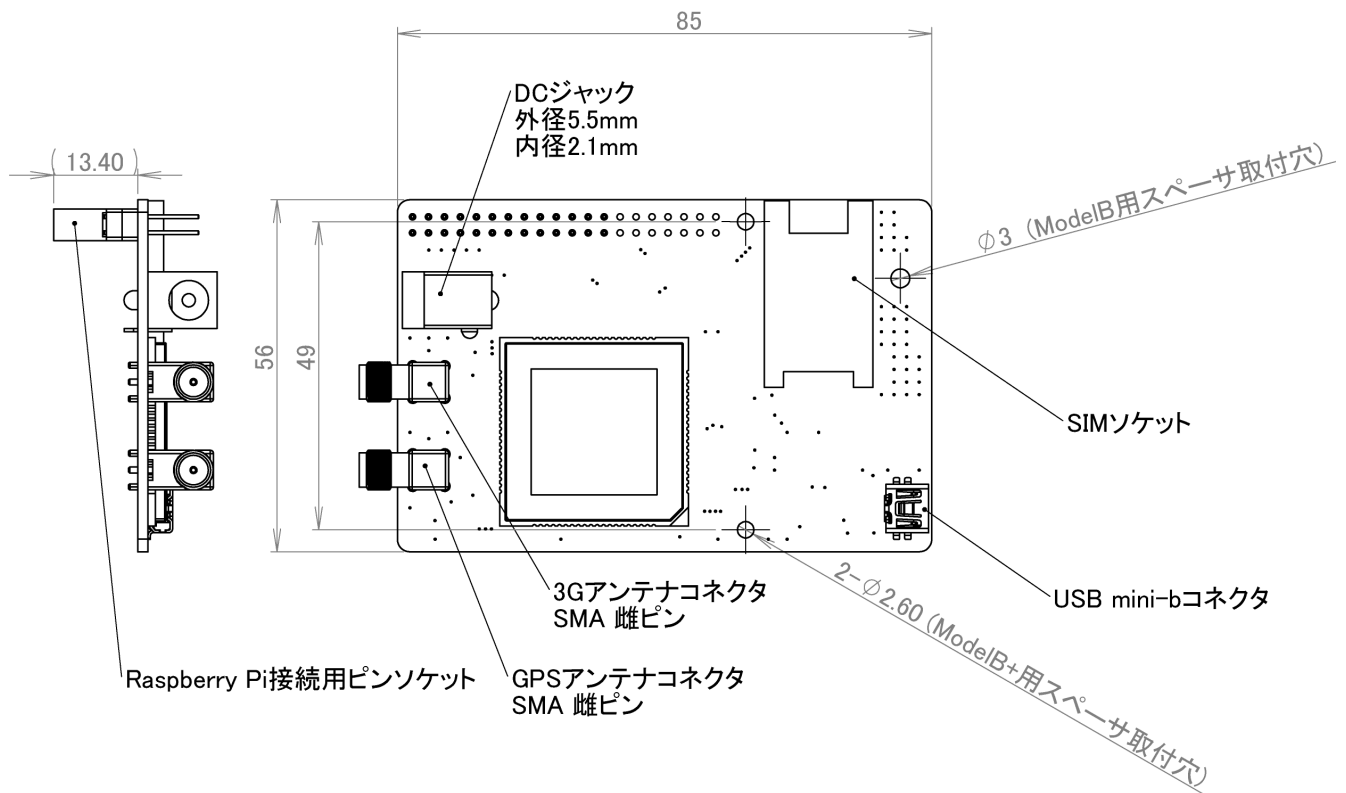 85
DCジャック
外径5.5mm
内径2.1mm
( 13.40 )
∅3 (ModelB用スペーサ取付穴)
56
49
SIMソケット
3Gアンテナコネクタ
SMA 雌ピン
USB mini-bコネクタ
2-∅2.60 (ModelB+用スペーサ取付穴)
Raspberry Pi接続用ピンソケット
GPSアンテナコネクタ
SMA 雌ピン